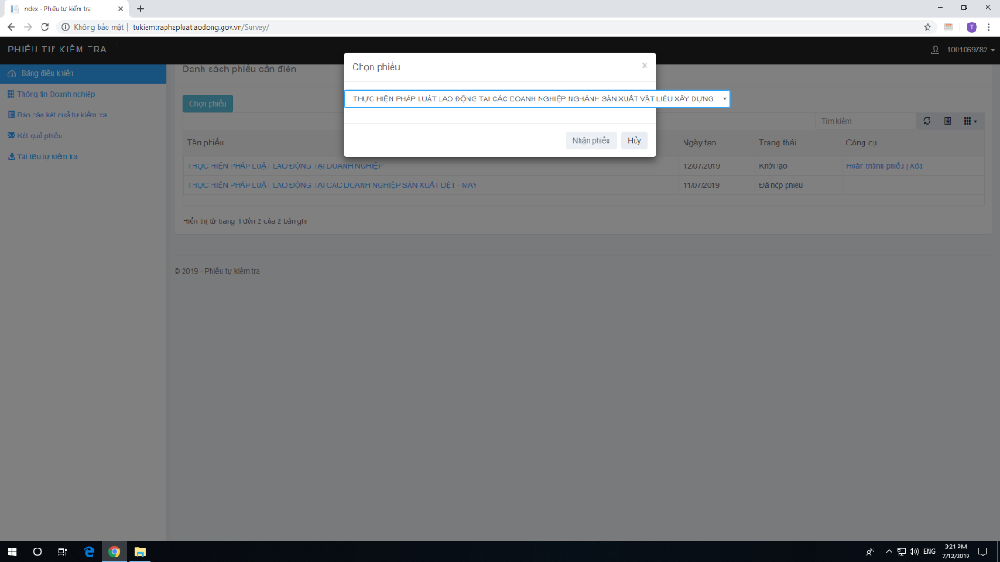 Index - Phiếu tự kiểm tra
Không bảo mật | tukiemtraphapluatlaodong.gov.vn/Survey/
T
PHIẾU TỰ KIỂM TRA
1001069782
Bảng điều khiển
Thông tin Doanh nghiệp
Báo cáo kết quả tự kiểm tra
Kết quả phiếu
Tài liệu tự kiểm tra
Danh sách phiếu cần điền
Chọn phiếu
Chọn phiếu
×
THỰC HIỆN PHÁP LUẬT LAO ĐỘNG TẠI CÁC DOANH NGHIỆP NGHÀNH SẢN XUẤT VẬT LIỆU XÂY DỰNG
Nhận phiếu
Hủy
Tìm kiếm
Tên phiếu Ngày tạo Trạng thái Công cụ
THỰC HIỆN PHÁP LUẬT LAO ĐỘNG TẠI DOANH NGHIỆP 12/07/2019 Khởi tạo Hoàn thành phiếu | Xóa
THỰC HIỆN PHÁP LUẬT LAO ĐỘNG TẠI CÁC DOANH NGHIỆP SẢN XUẤT DỆT - MAY 11/07/2019 Đã nộp phiếu
Hiển thị từ trang 1 đến 2 của 2 bản ghi
© 2019 - Phiếu tự kiểm tra
ENG
3:21 PM
7/12/2019